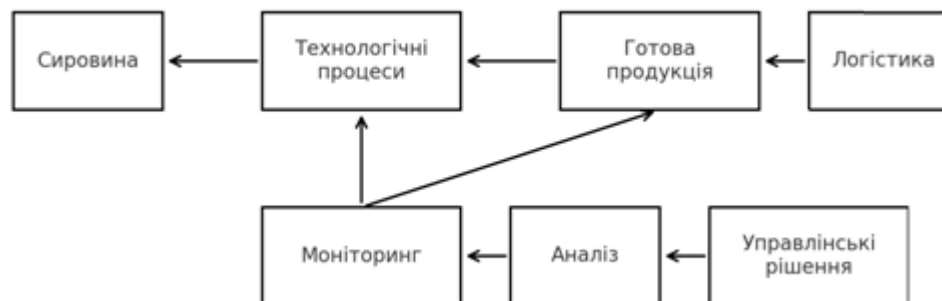 Сировина
Технологічні
процеси
Готова
продукція
Логістика
Моніторинг
Аналіз
Управлінські
рішення